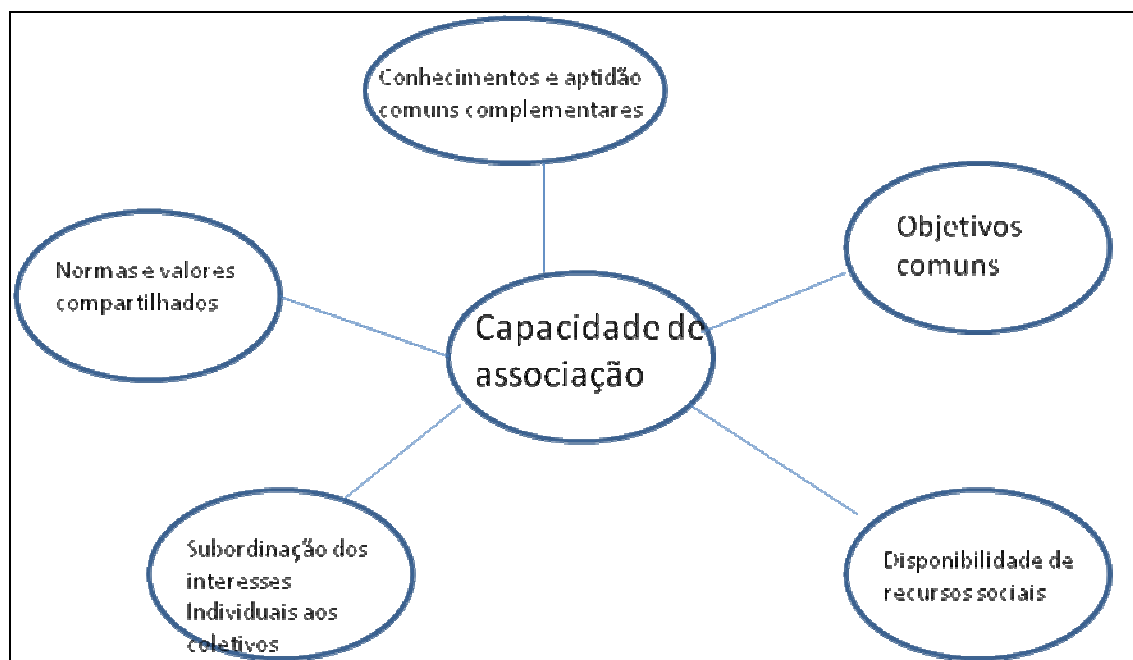 Conhecimentos e aptidão
comuns complementares
Objetivos
comuns
Normas e valores
compartilhados
Capacidade de
associação
Subordinação dos
interesses
Individuais aos
coletivos
Disponibilidade de
recursos sociais